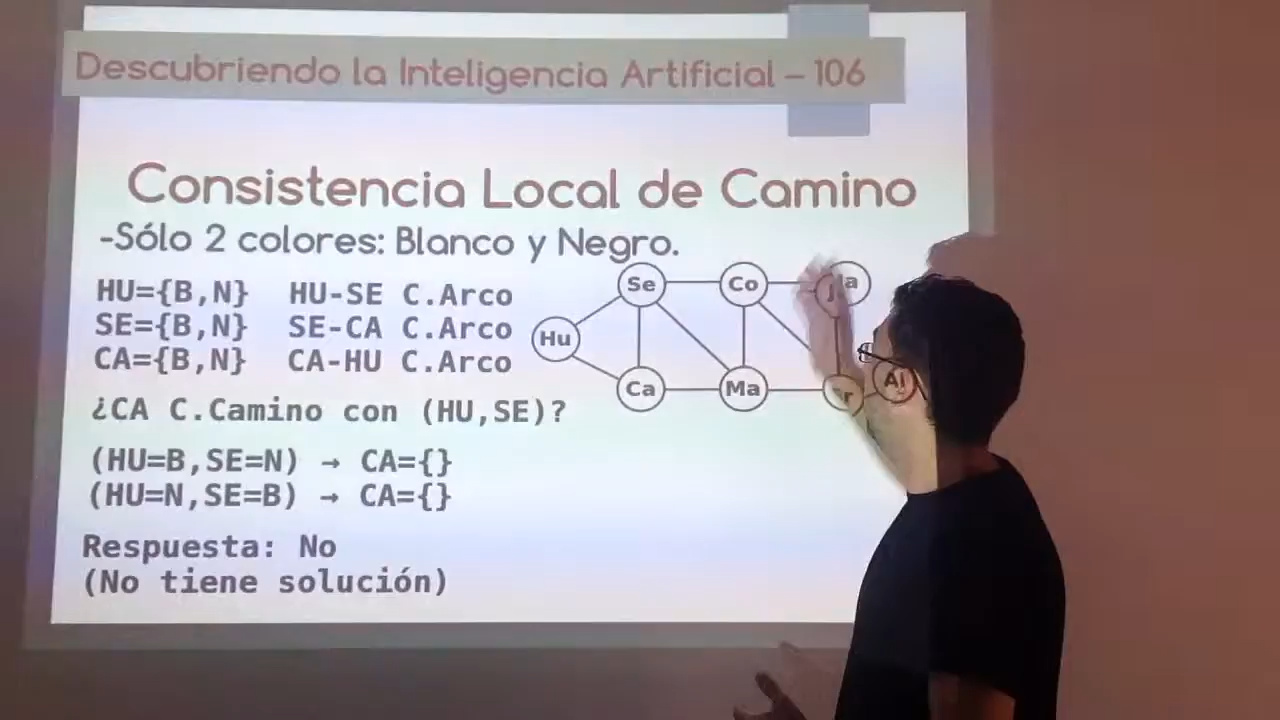 Descubriendo la Inteligencia Artificial – 106
Consistencia Local de Camino
-Sólo 2 colores: Blanco y Negro.
HU={B,N} HU-SE C.Arco
SE={B,N} SE-CA C.Arco
CA={B,N} CA-HU C.Arco
¿CA C.Camino con (HU,SE)?
(HU=B,SE=N) → CA={}
(HU=N,SE=B) → CA={}
Respuesta: No
(No tiene solución)
Se Co
Hu
Ca Ma